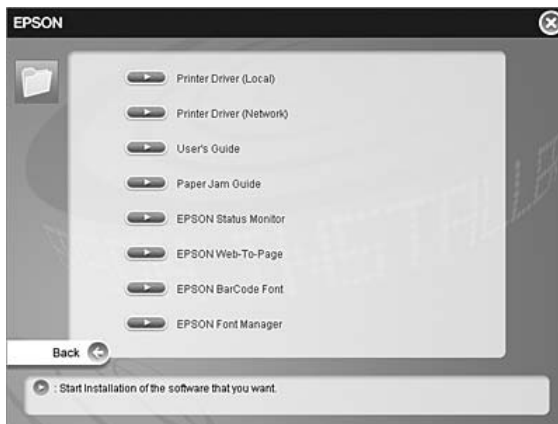 EPSON
Printer Driver (Local)
Printer Driver (Network)
User's Guide
Paper Jam Guide
EPSON Status Monitor
EPSON Web-To-Page
EPSON BarCode Font
EPSON Font Manager
Back
: Start Installation of the software that you want.